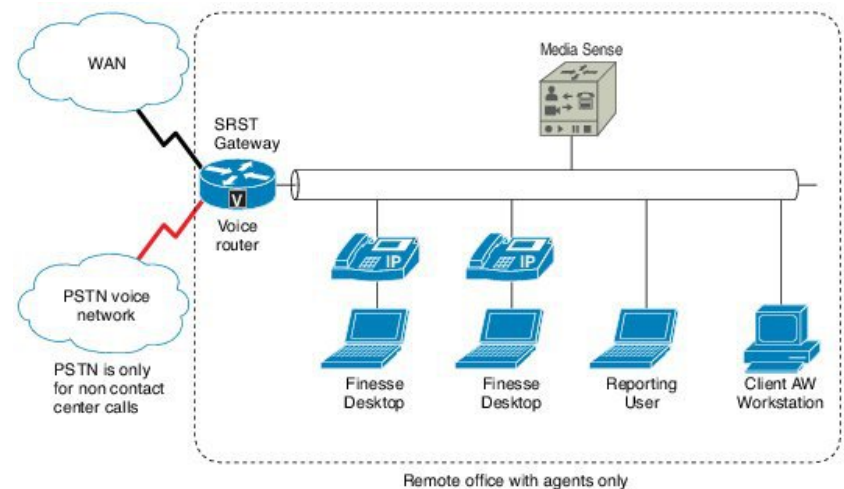 WAN
Media Sense
SRST
Gateway
V
Voice
router
IP
IP
PSTN voice
network
PSTN is only
for non contact
center calls
Finesse
Desktop
Finesse
Desktop
Reporting
User
Client AW
Workstation
Remote office with agents only